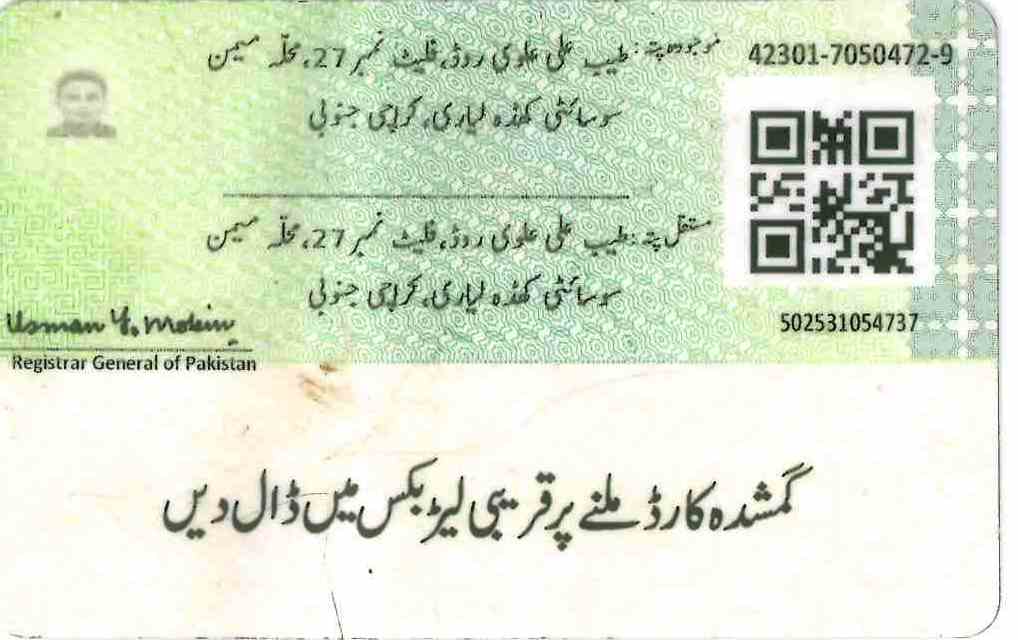 42301-7050472-9
موجودہ پتہ: طیب علی علوی روڈ، فلیٹ نمبر 27، محلہ میمن
سوسائٹی کھڈہ لیاری، کراچی جنوبی
مستقل پتہ: طیب علی علوی روڈ، فلیٹ نمبر 27، محلہ میمن
سوسائٹی کھڈہ لیاری، کراچی جنوبی
502531054737
Usman Y. Mobin
Registrar General of Pakistan
گمشدہ کارڈ ملنے پر قریبی لیٹر بکس میں ڈال دیں